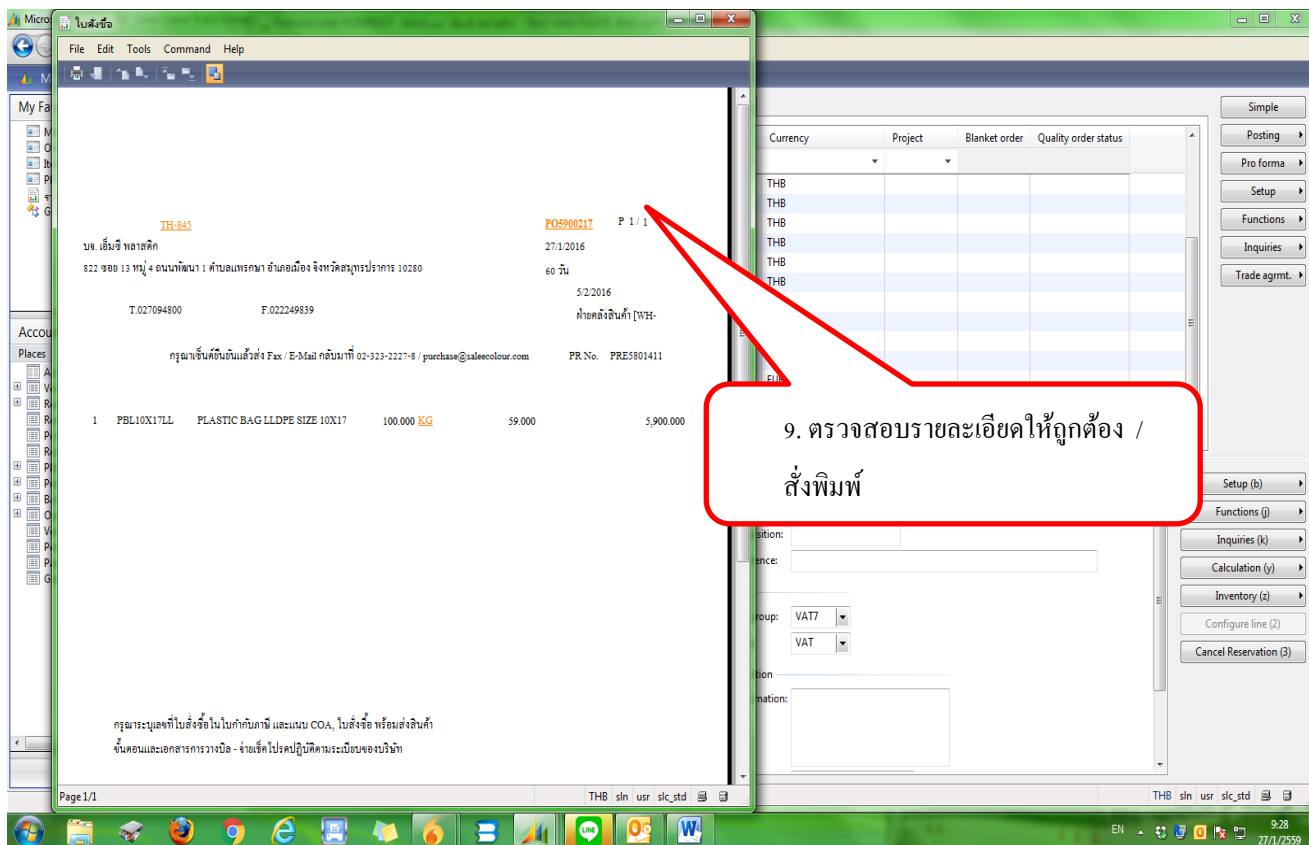 Micros
ใบสั่งซื้อ
File Edit Tools Command Help
My Fa
Simple
Posting
Pro forma
Setup
Functions
Inquiries
Trade agrmt.
Currency Project Blanket order Quality order status
THB
THB
THB
THB
THB
THB
TH-845 PO5900217 P 1/ 1
บจ. เอ็มซี พลาสติก 27/1/2016
822 ซอย 13 หมู่ 4 ถนนพัฒนา 1 ตำบลแพรกษา อำเภอเมือง จังหวัดสมุทรปราการ 10280 60 วัน
5/2/2016
T.027094800 F.022249839 ฝ่ายคลังสินค้า [WH-
กรุณาเซ็นต์ยืนยันแล้วส่ง Fax / E-Mail กลับมาที่ 02-323-2227-8 / purchase@saleecolour.com PR No. PRE5801411
1 PBL10X17LL PLASTIC BAG LLDPE SIZE 10X17 100.000 KG 59.000 5,900.000
Accou
Places
9. ตรวจสอบรายละเอียดให้ถูกต้อง /
สั่งพิมพ์
Setup (b)
Functions (j)
Inquiries (k)
Calculation (y)
Inventory (z)
Configure line (2)
Cancel Reservation (3)
sition:
ence:
roup: VAT7
VAT
tion
mation:
กรุณาระบุเลขที่ใบสั่งซื้อในใบกำกับภาษี และแนบ COA, ใบสั่งซื้อ พร้อมส่งสินค้า
ขั้นตอนและเอกสารการวางบิล - จ่ายเช็คโปรดปฏิบัติตามระเบียบของบริษัท
Page 1/1 THB sln usr slc_std
THB sln usr slc_std
EN 9:28
27/1/2559